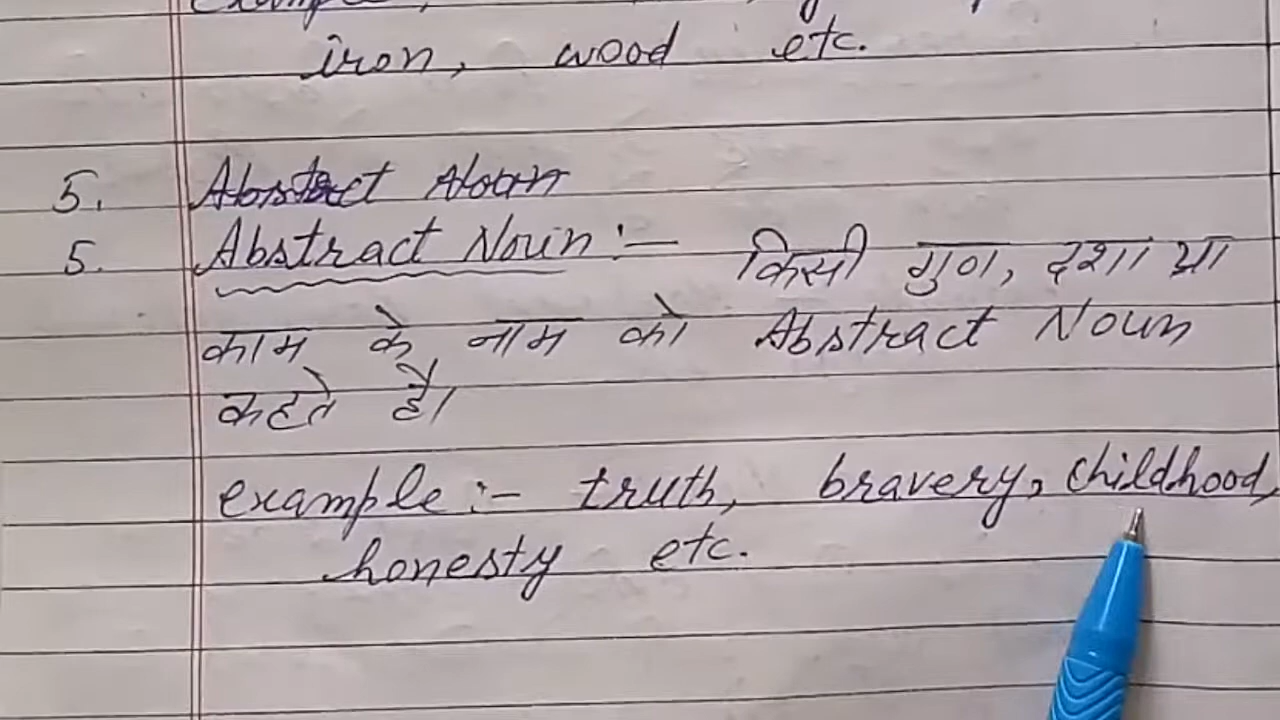 iron, wood etc.
5. Abstract Noun
5. Abstract Noun :- किसी गुण, दशा या
काम के नाम को Abstract Noun
कहते है।
example :- truth, bravery, childhood,
honesty etc.